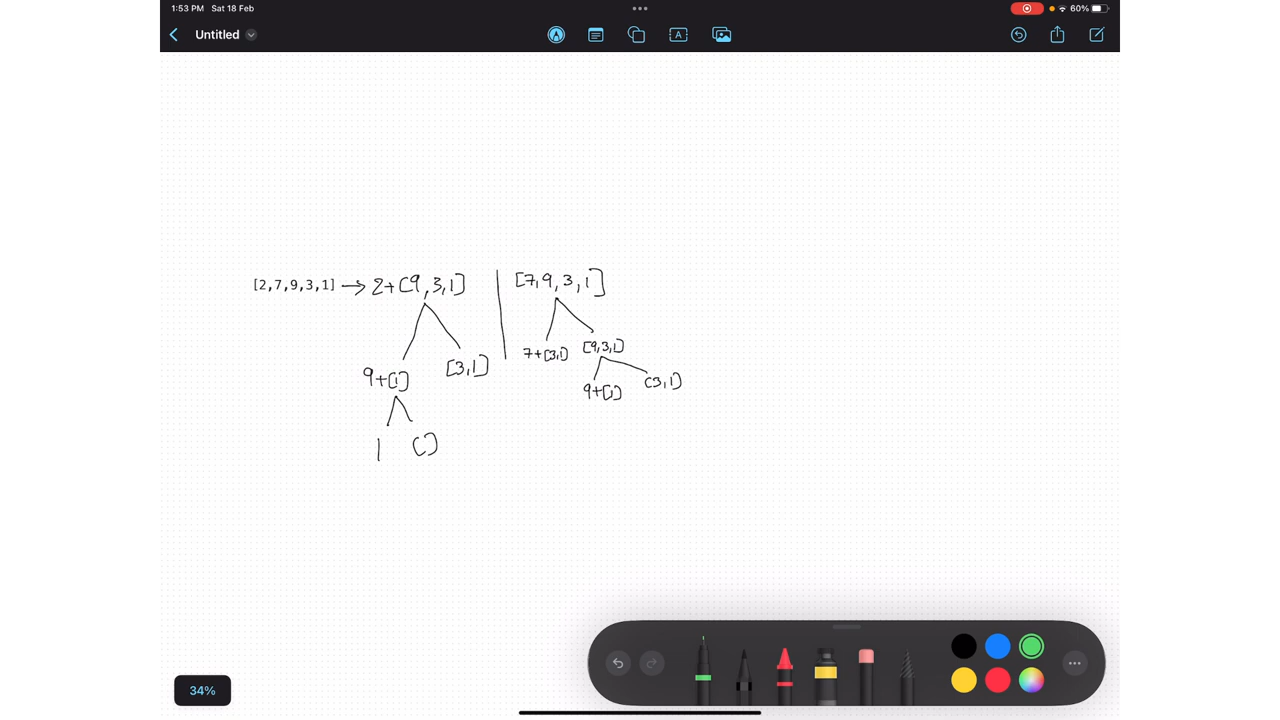 1:53 PM Sat 18 Feb
60%
Untitled
A
[2,7,9,3,1] → 2+[9,3,1] | [7,9,3,1]
7+[3,1] [9,3,1]
9+[1] [3,1]
9+[1] [3,1]
1 []
34%